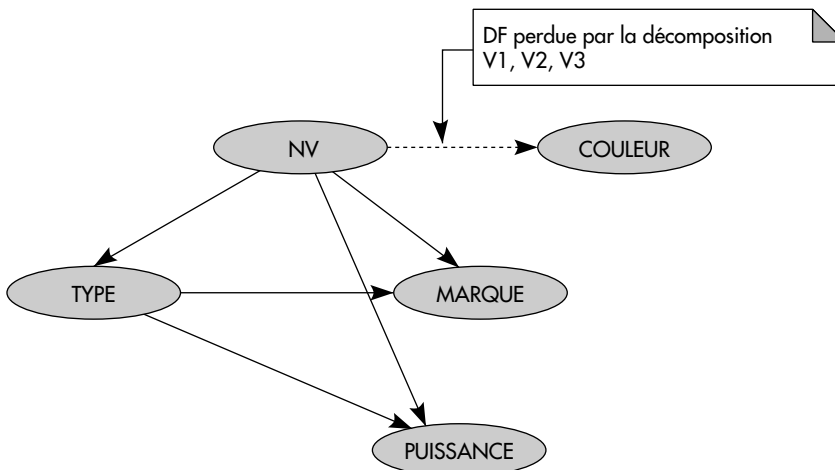 DF perdue par la décomposition
V1, V2, V3
NV
COULEUR
TYPE
MARQUE
PUISSANCE